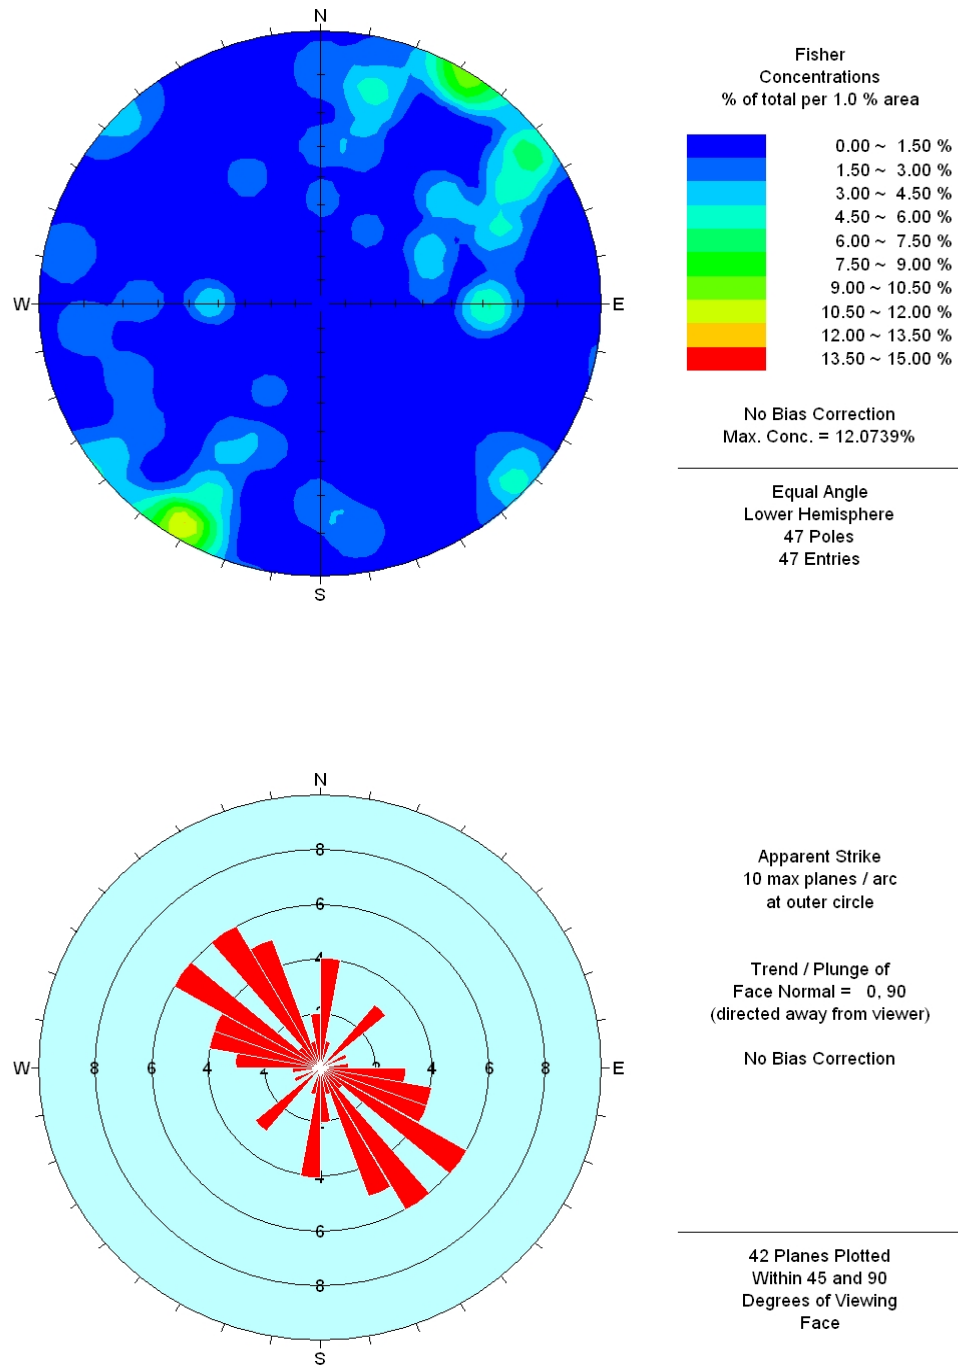 N
W
E
S
Fisher
Concentrations
% of total per 1.0 % area
0.00 ~ 1.50 %
1.50 ~ 3.00 %
3.00 ~ 4.50 %
4.50 ~ 6.00 %
6.00 ~ 7.50 %
7.50 ~ 9.00 %
9.00 ~ 10.50 %
10.50 ~ 12.00 %
12.00 ~ 13.50 %
13.50 ~ 15.00 %
No Bias Correction
Max. Conc. = 12.0739%
Equal Angle
Lower Hemisphere
47 Poles
47 Entries
N
8
6
4
W
8
6
4
4
6
8
E
4
6
8
S
Apparent Strike
10 max planes / arc
at outer circle
Trend / Plunge of
Face Normal = 0, 90
(directed away from viewer)
No Bias Correction
42 Planes Plotted
Within 45 and 90
Degrees of Viewing
Face